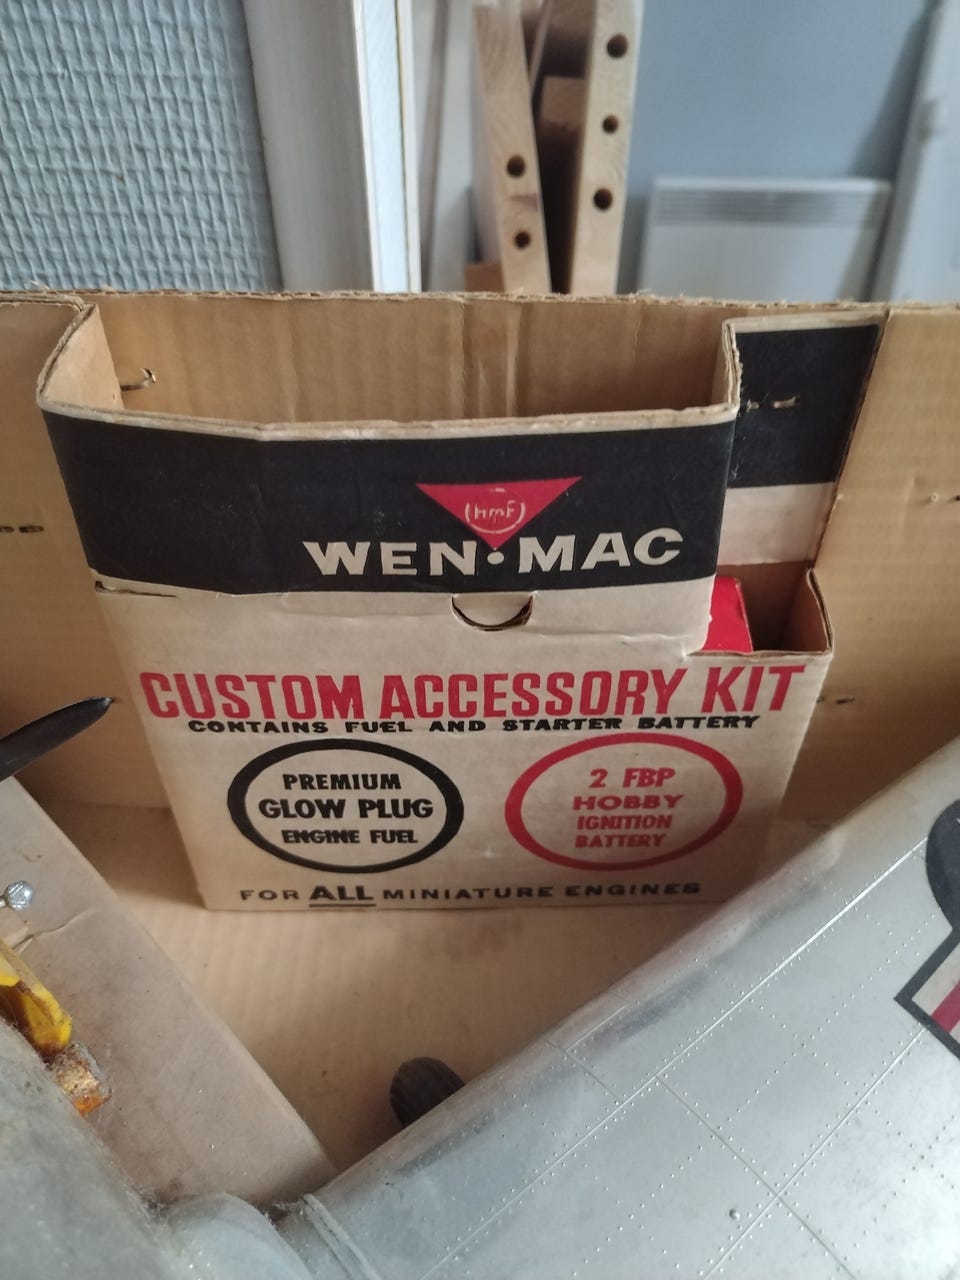 hmf
WEN·MAC
CUSTOM ACCESSORY KIT
CONTAINS FUEL AND STARTER BATTERY
PREMIUM
GLOW PLUG
ENGINE FUEL
2 FBP
HOBBY
IGNITION
BATTERY
FOR ALL MINIATURE ENGINES